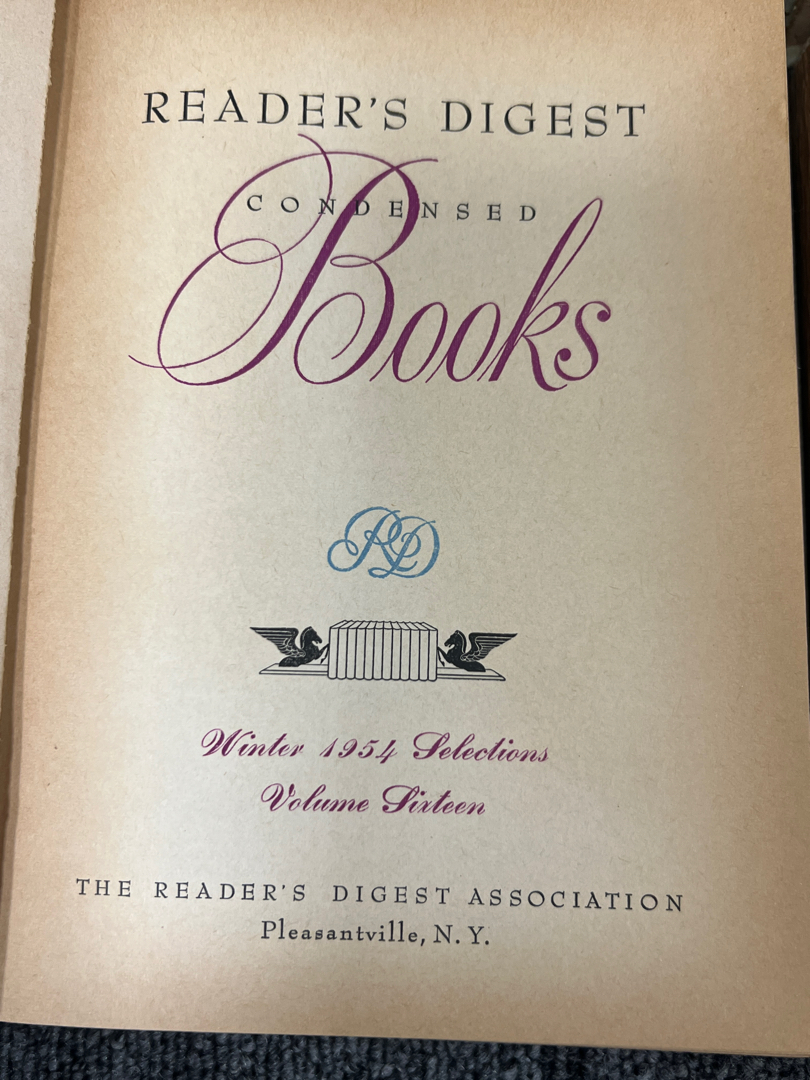 READER'S DIGEST
CONDENSED
Books
RD
Winter 1954 Selections
Volume Sixteen
THE READER'S DIGEST ASSOCIATION
Pleasantville, N. Y.